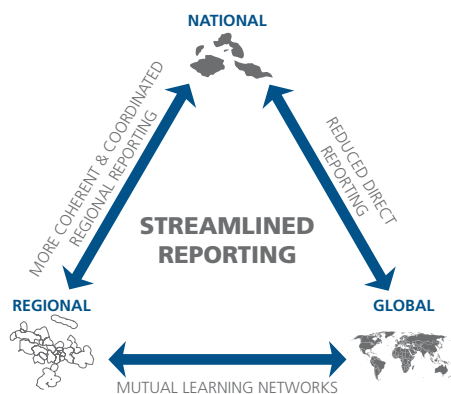 NATIONAL
MORE COHERENT & COORDINATED
REGIONAL REPORTING
REDUCED DIRECT
REPORTING
STREAMLINED
REPORTING
REGIONAL
GLOBAL
MUTUAL LEARNING NETWORKS